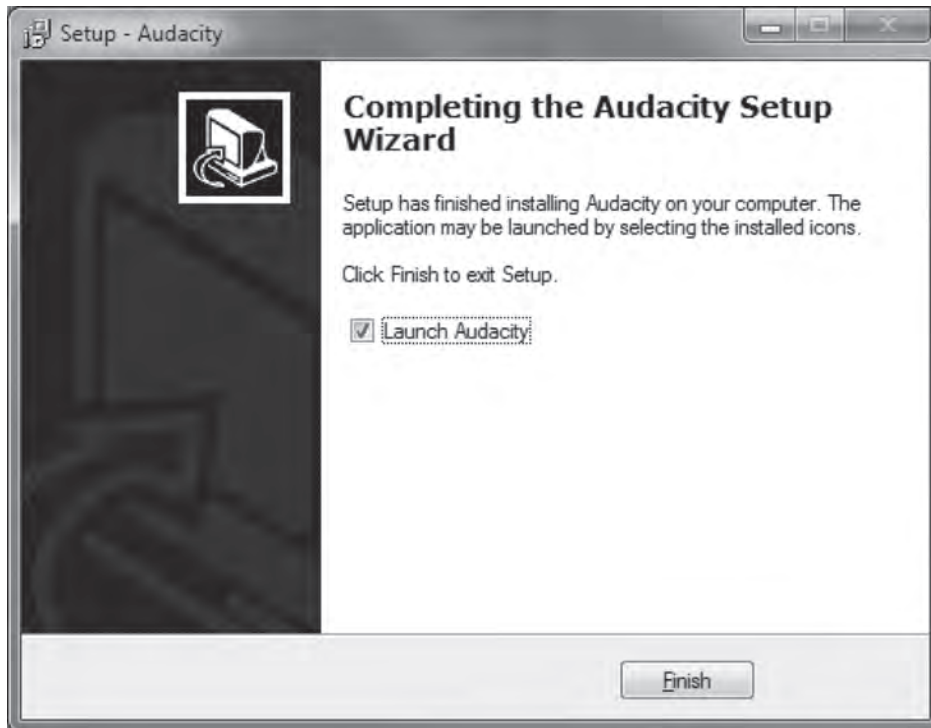 Setup - Audacity
Completing the Audacity Setup
Wizard
Setup has finished installing Audacity on your computer. The
application may be launched by selecting the installed icons.
Click Finish to exit Setup.
Launch Audacity
Finish